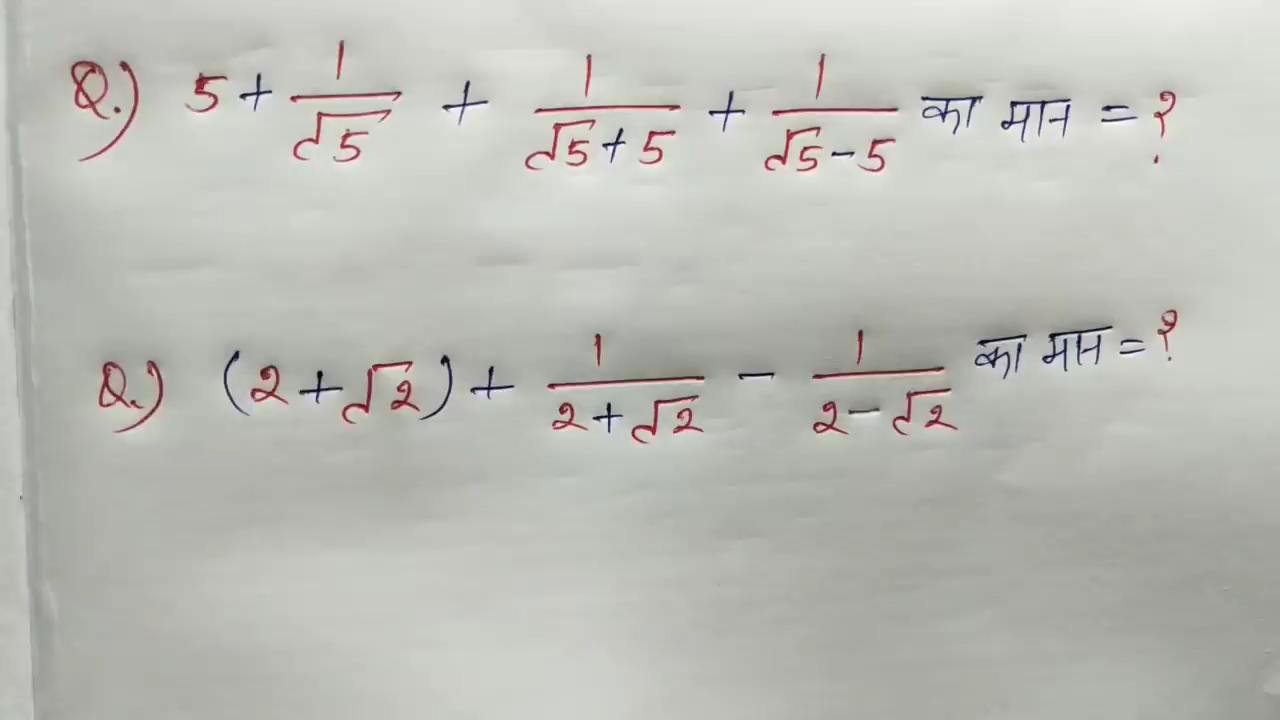 Q.) 5 + 1/√5 + 1/(√5 + 5) + 1/(√5 - 5) का मान = ?
Q.) (2 + √2) + 1/(2 + √2) - 1/(2 - √2) का मान = ?